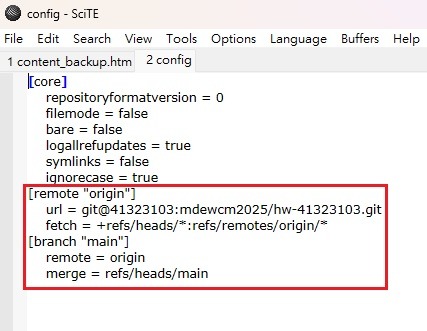 config - SciTE
File Edit Search View Tools Options Language Buffers Help
1 content_backup.htm 2 config
[core]
repositoryformatversion = 0
filemode = false
bare = false
logallrefupdates = true
symlinks = false
ignorecase = true
[remote "origin"]
url = git@41323103:mdewcm2025/hw-41323103.git
fetch = +refs/heads/*:refs/remotes/origin/*
[branch "main"]
remote = origin
merge = refs/heads/main